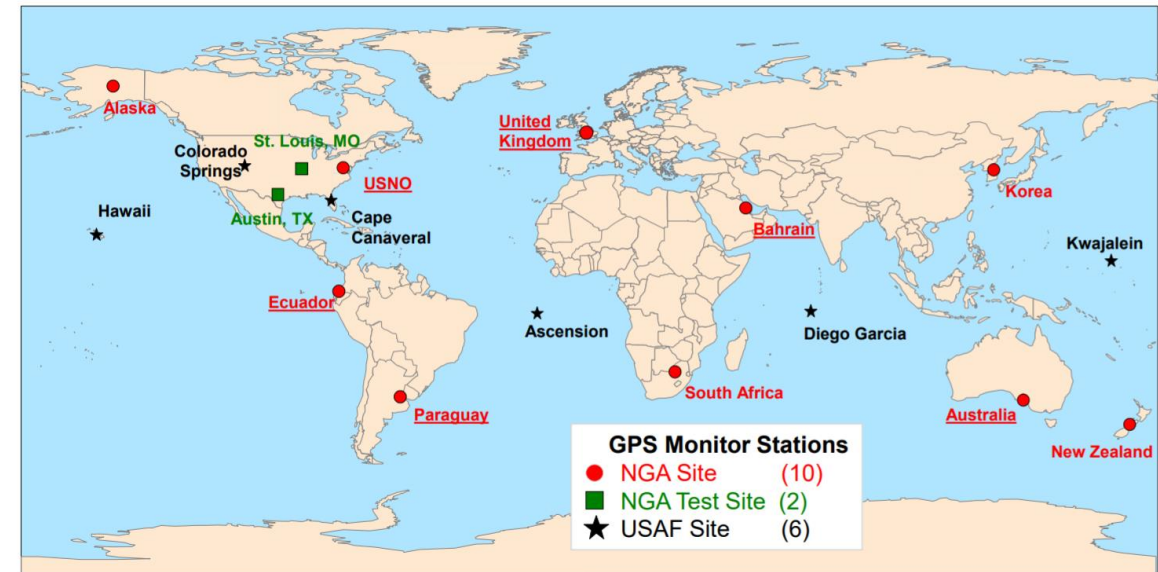 Alaska
St. Louis, MO
Colorado
Springs
USNO
Hawaii
Austin, TX
Cape
Canaveral
United
Kingdom
Bahrain
Korea
Kwajalein
Ecuador
Ascension
Diego Garcia
Paraguay
South Africa
Australia
New Zealand
GPS Monitor Stations
NGA Site (10)
NGA Test Site (2)
USAF Site (6)